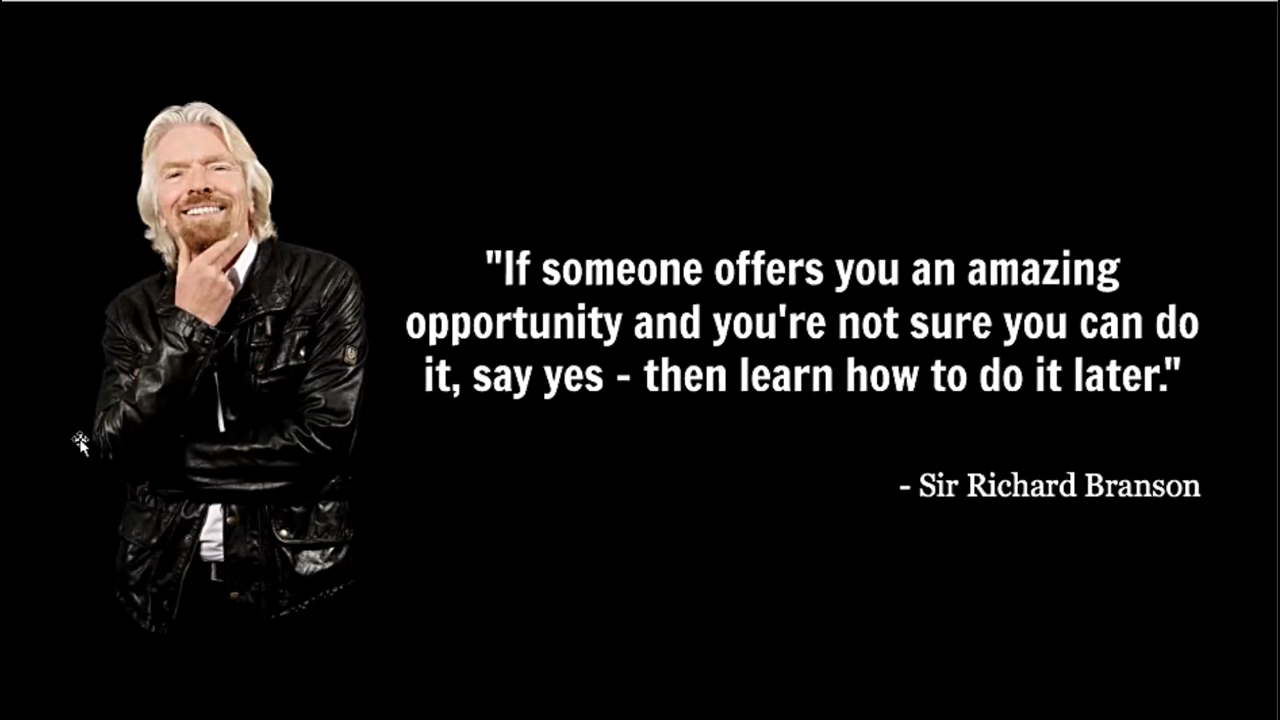 "If someone offers you an amazing
opportunity and you're not sure you can do
it, say yes - then learn how to do it later."
- Sir Richard Branson